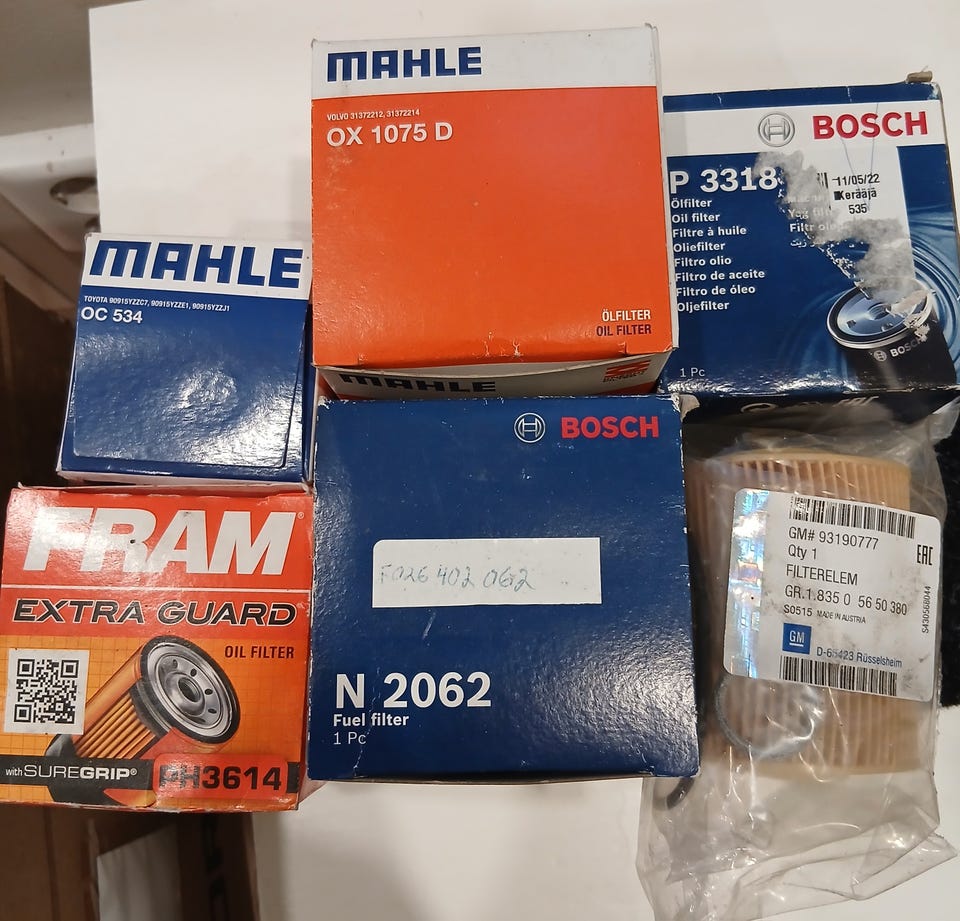 MAHLE
VOLVO 31372212, 31372214
OX 1075 D
ÖLFILTER
OIL FILTER
MAHLE
BOSCH
P 3318
11/05/22
Kerääjä
535
Ölfilter
Oil filter
Filtre à huile
Oliefilter
Filtro olio
Filtro de aceite
Filtro de óleo
Oljefilter
BOSCH
1 Pc
MAHLE
TOYOTA 90915YZZC7, 90915YZZE1, 90915YZZJ1
OC 534
FRAM®
EXTRA GUARD
OIL FILTER
with SUREGRIP®
PH3614
BOSCH
F026 402 062
N 2062
Fuel filter
1 Pc
GM# 93190777
Qty 1
EAC
FILTERELEM
GR.1.835 0 56 50 380
S0515 MADE IN AUSTRIA
S430568044
GM
D-65423 Rüsselsheim